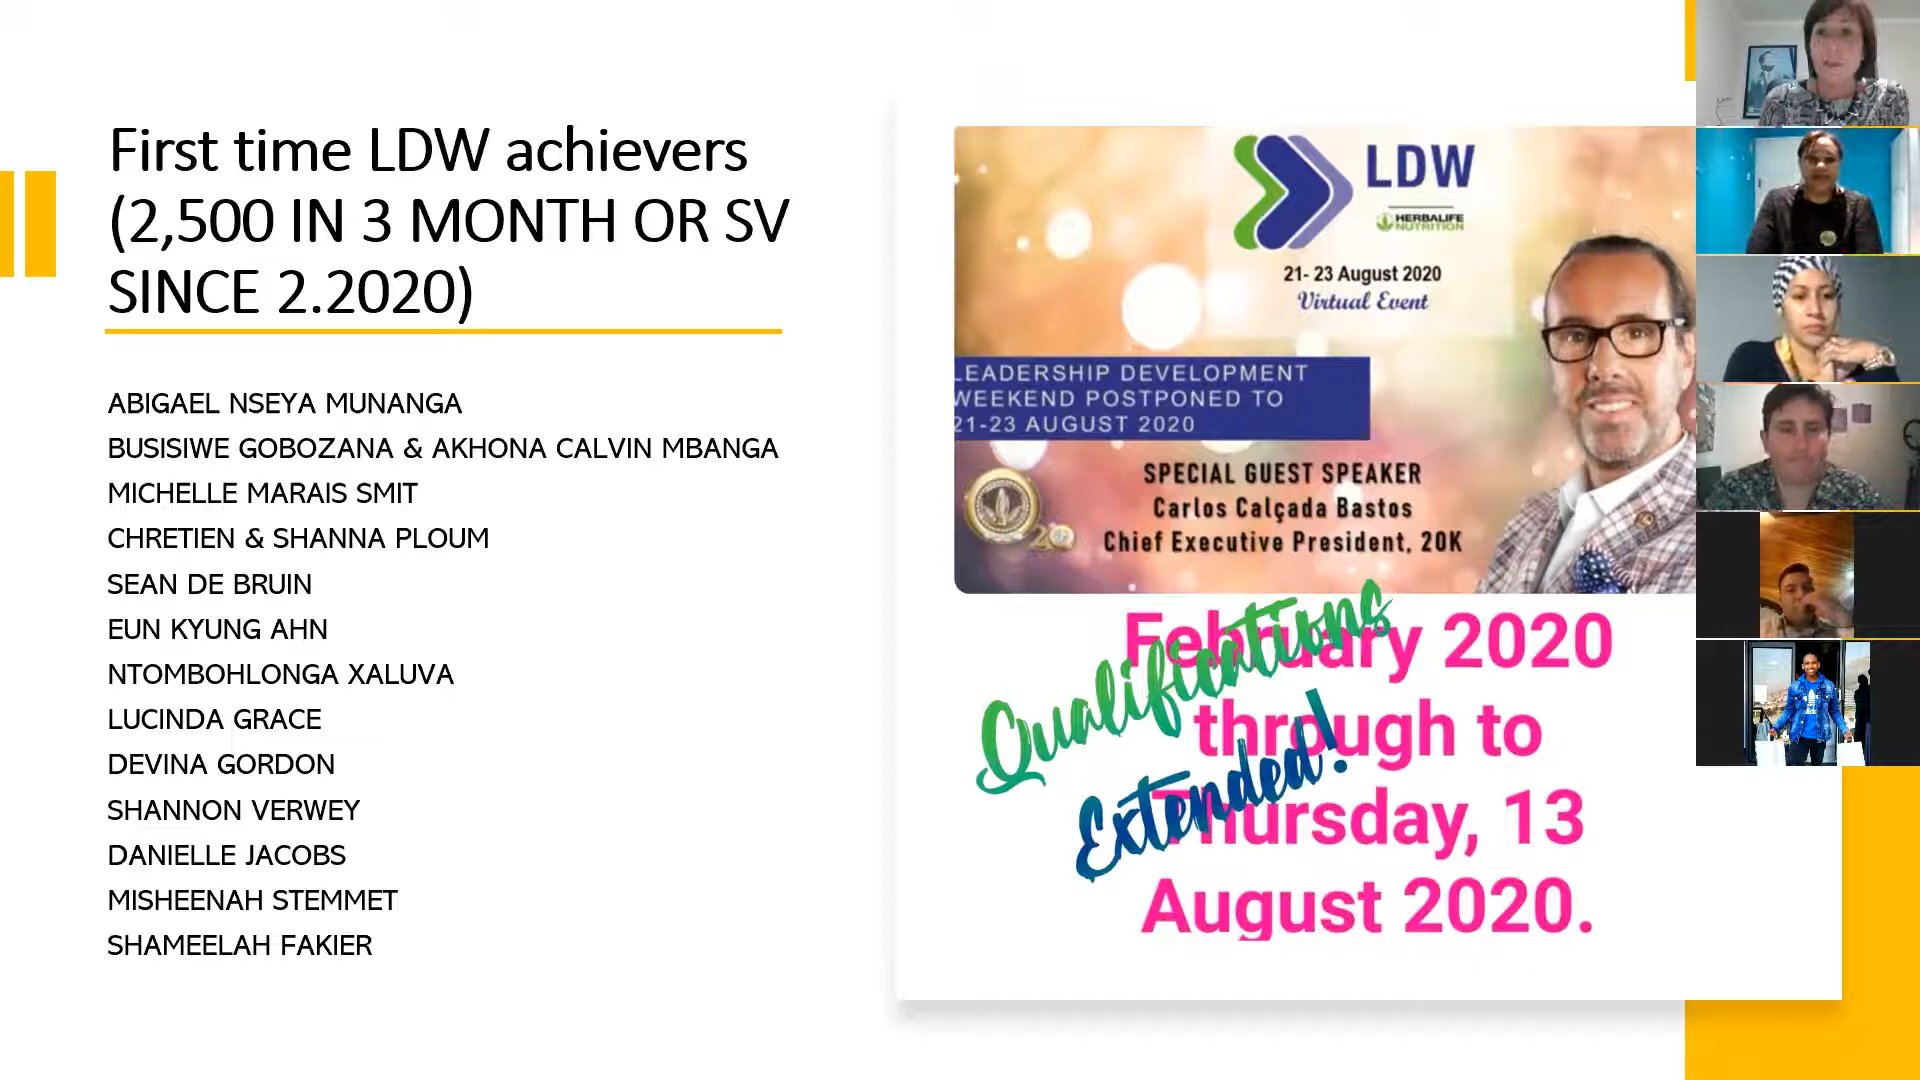 First time LDW achievers
(2,500 IN 3 MONTH OR SV
SINCE 2.2020)
ABIGAEL NSEYA MUNANGA
BUSISIWE GOBOZANA & AKHONA CALVIN MBANGA
MICHELLE MARAIS SMIT
CHRETIEN & SHANNA PLOUM
SEAN DE BRUIN
EUN KYUNG AHN
NTOMBOHLONGA XALUVA
LUCINDA GRACE
DEVINA GORDON
SHANNON VERWEY
DANIELLE JACOBS
MISHEENAH STEMMET
SHAMEELAH FAKIER
LDW
HERBALIFE
NUTRITION
21- 23 August 2020
Virtual Event
LEADERSHIP DEVELOPMENT
WEEKEND POSTPONED TO
21-23 AUGUST 2020
SPECIAL GUEST SPEAKER
Carlos Calçada Bastos
Chief Executive President, 20K
Qualifications
Extended!
February 2020
through to
Thursday, 13
August 2020.